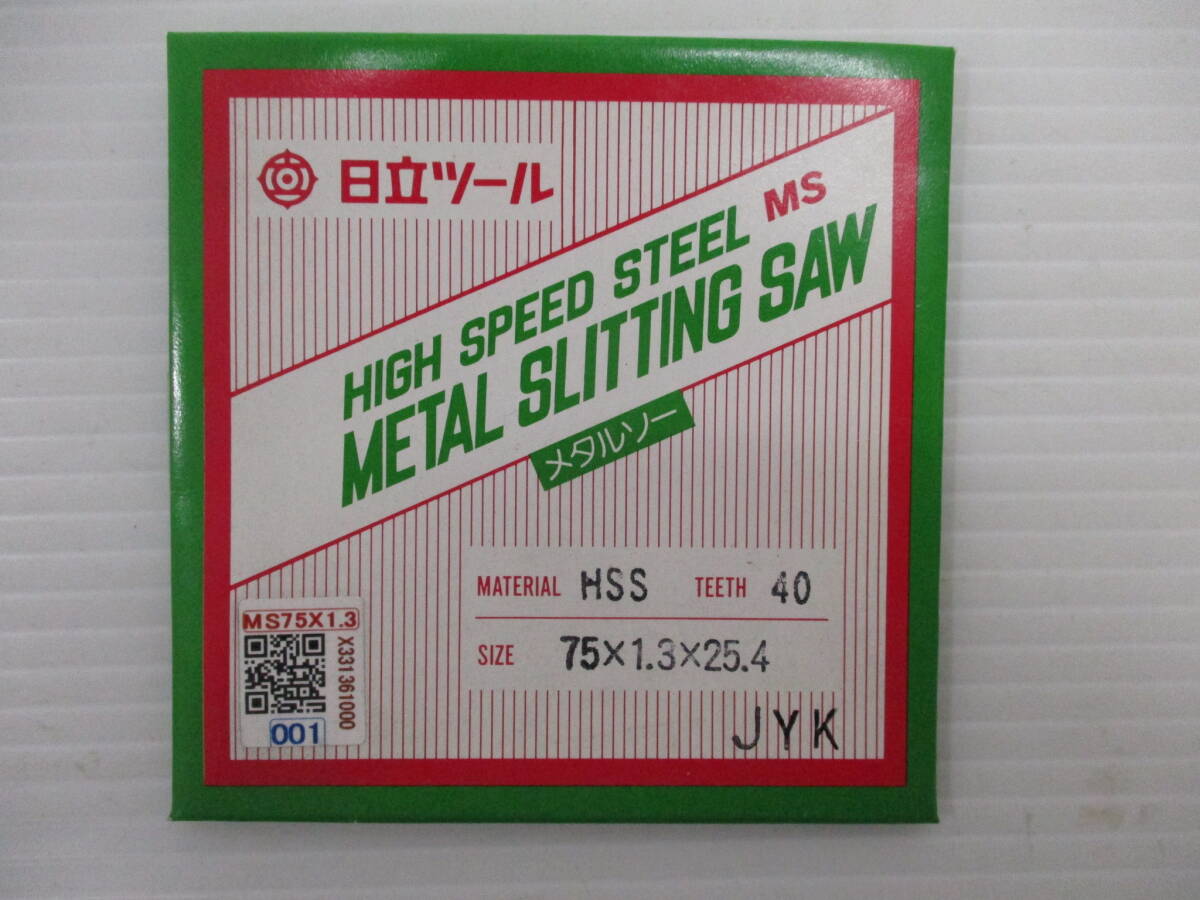 日立ツール
HIGH SPEED STEEL MS
METAL SLITTING SAW
メタルソー
MATERIAL HSS TEETH 40
SIZE 75×1.3×25.4
JYK
MS75X1.3
X331361000
001